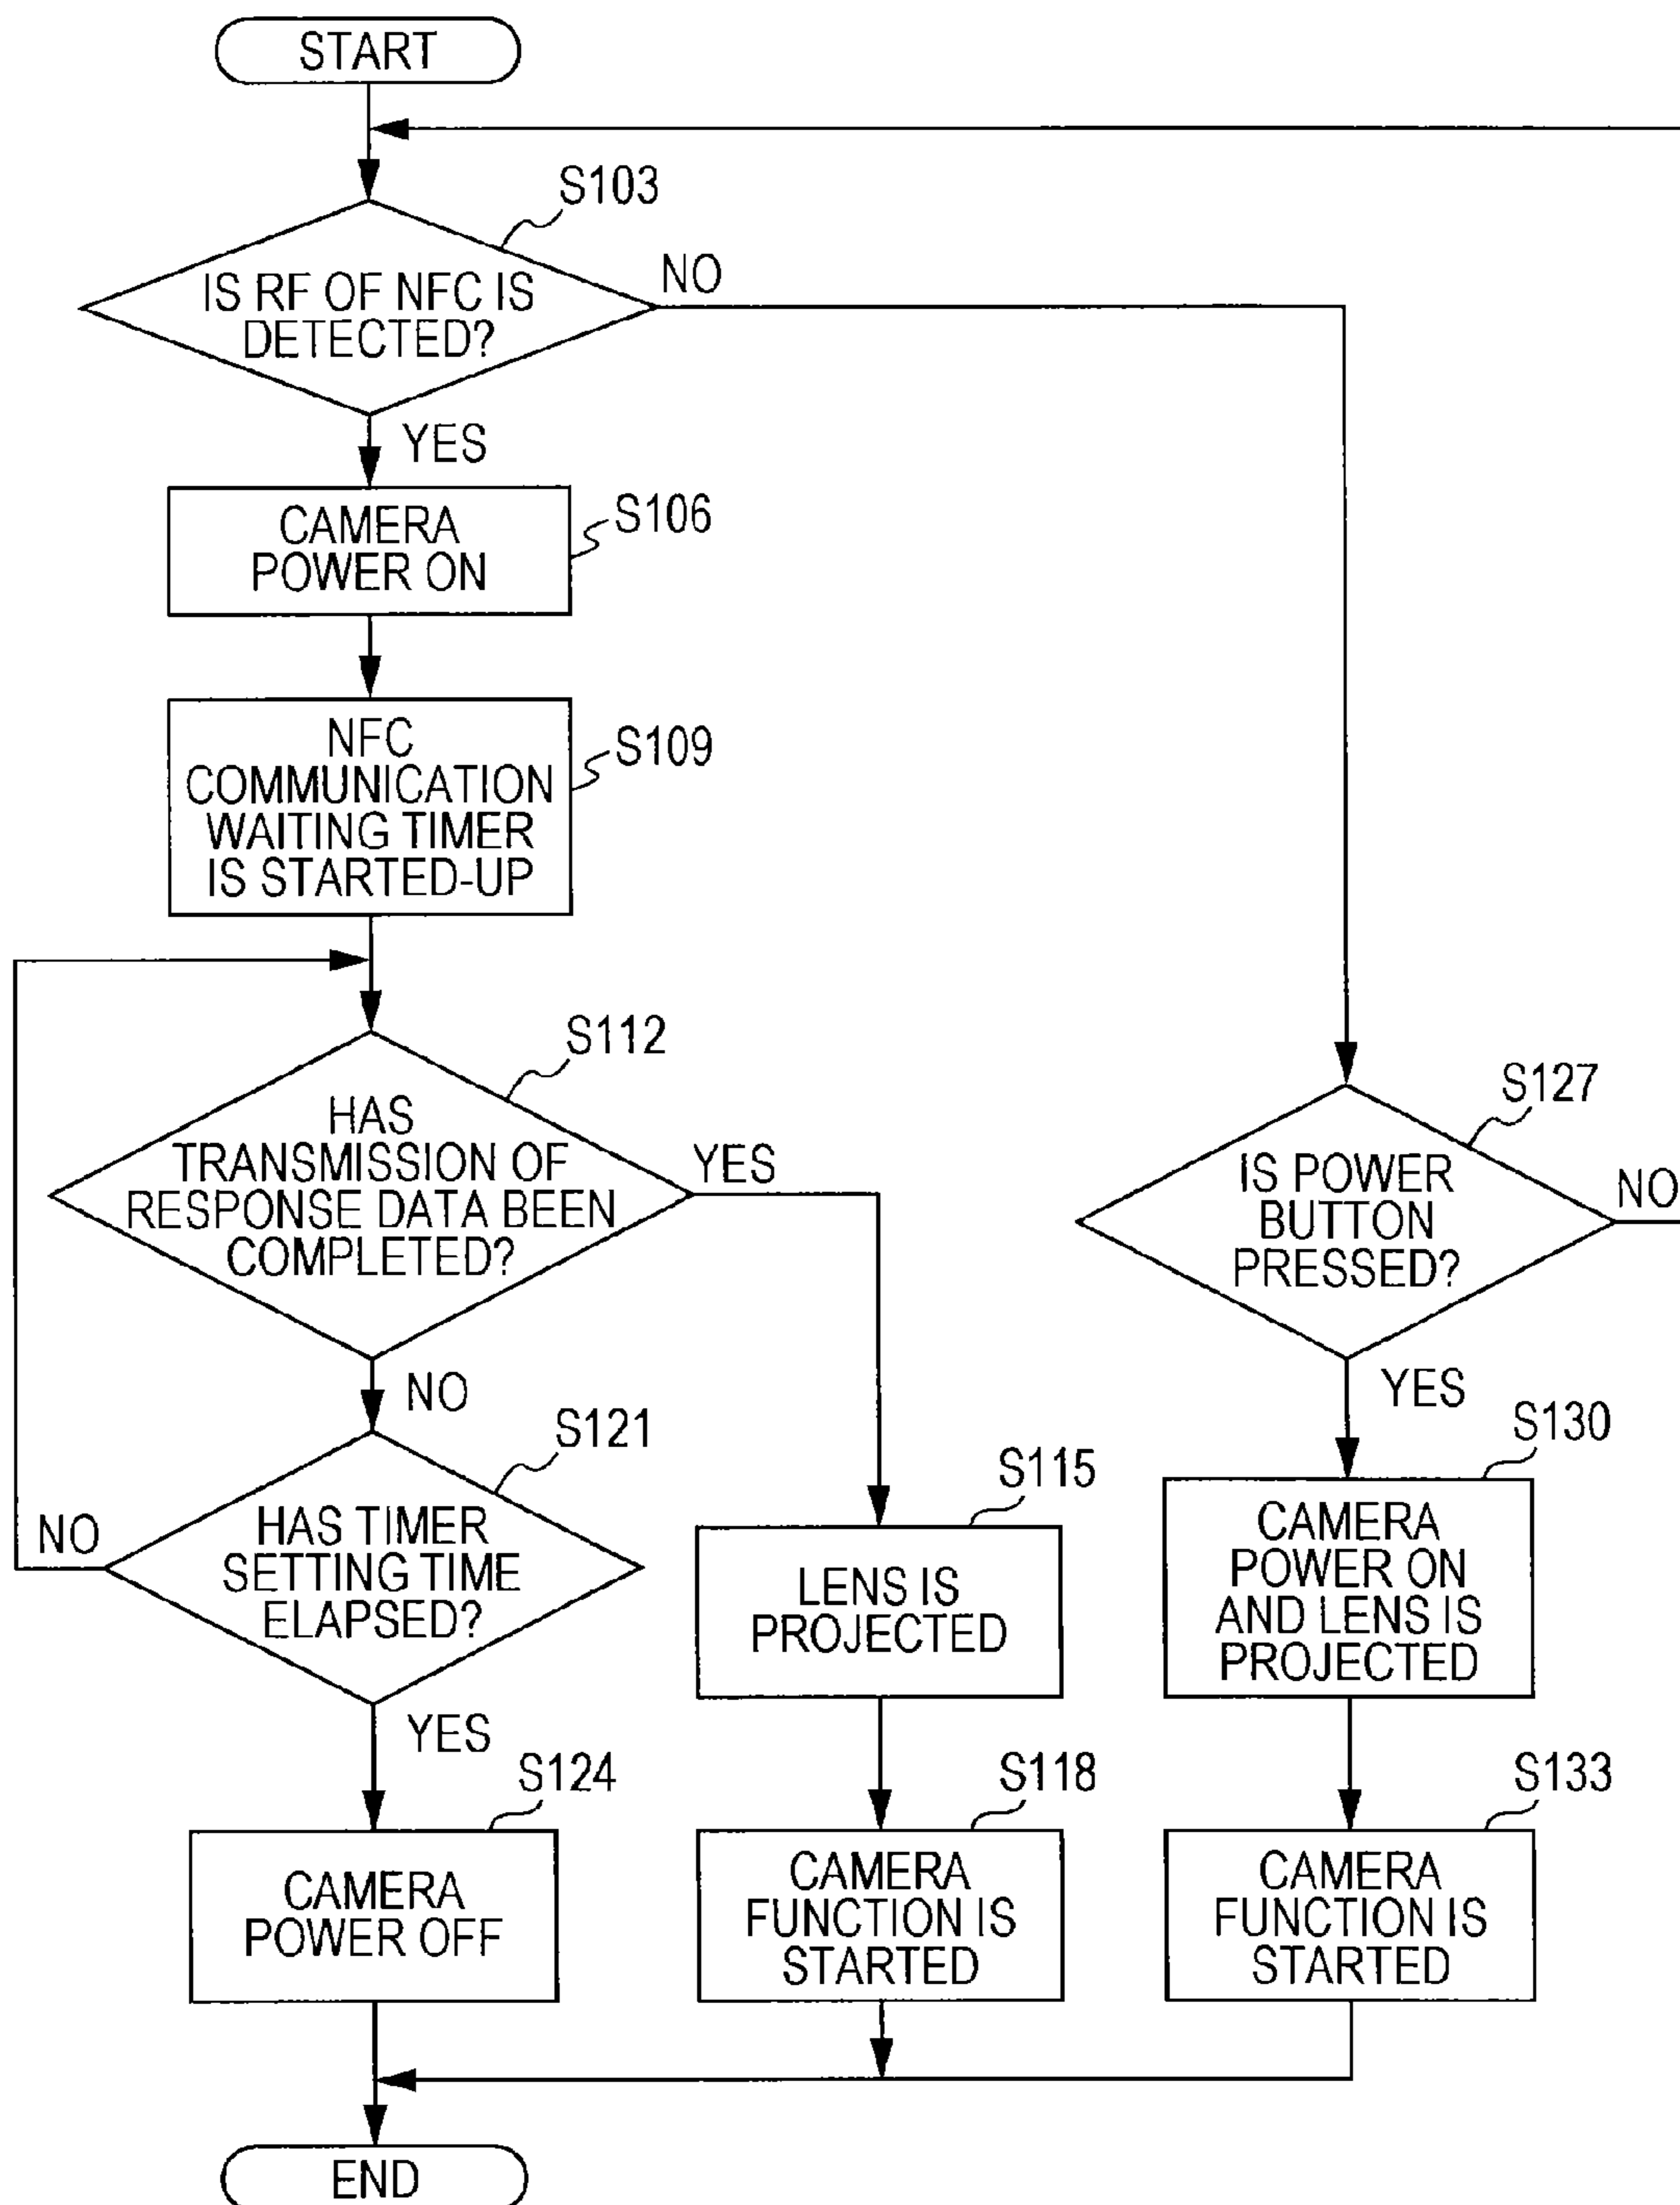 START
S103
IS RF OF NFC IS
DETECTED?
NO
YES
CAMERA
POWER ON
S106
NFC
COMMUNICATION
WAITING TIMER
IS STARTED-UP
S109
S112
HAS
TRANSMISSION OF
RESPONSE DATA BEEN
COMPLETED?
YES
NO
S127
IS POWER
BUTTON
PRESSED?
NO
YES
S121
HAS TIMER
SETTING TIME
ELAPSED?
NO
YES
S115
LENS IS
PROJECTED
S130
CAMERA
POWER ON
AND LENS IS
PROJECTED
S124
CAMERA
POWER OFF
S118
CAMERA
FUNCTION IS
STARTED
S133
CAMERA
FUNCTION IS
STARTED
END